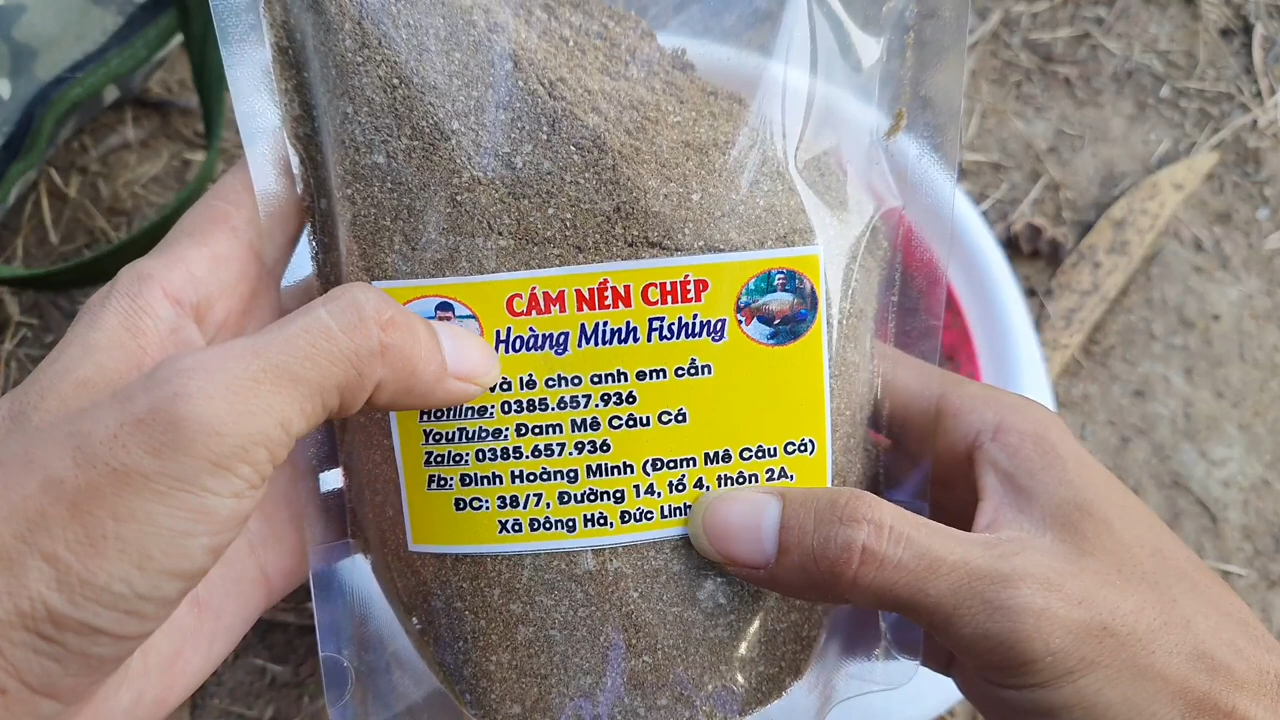 CÁM NỀN CHÉP
Hoàng Minh Fishing
và lẻ cho anh em cần
Hotline: 0385.657.936
YouTube: Đam Mê Câu Cá
Zalo: 0385.657.936
Fb: Đinh Hoàng Minh (Đam Mê Câu Cá)
ĐC: 38/7, Đường 14, tổ 4, thôn 2A,
Xã Đông Hà, Đức Linh